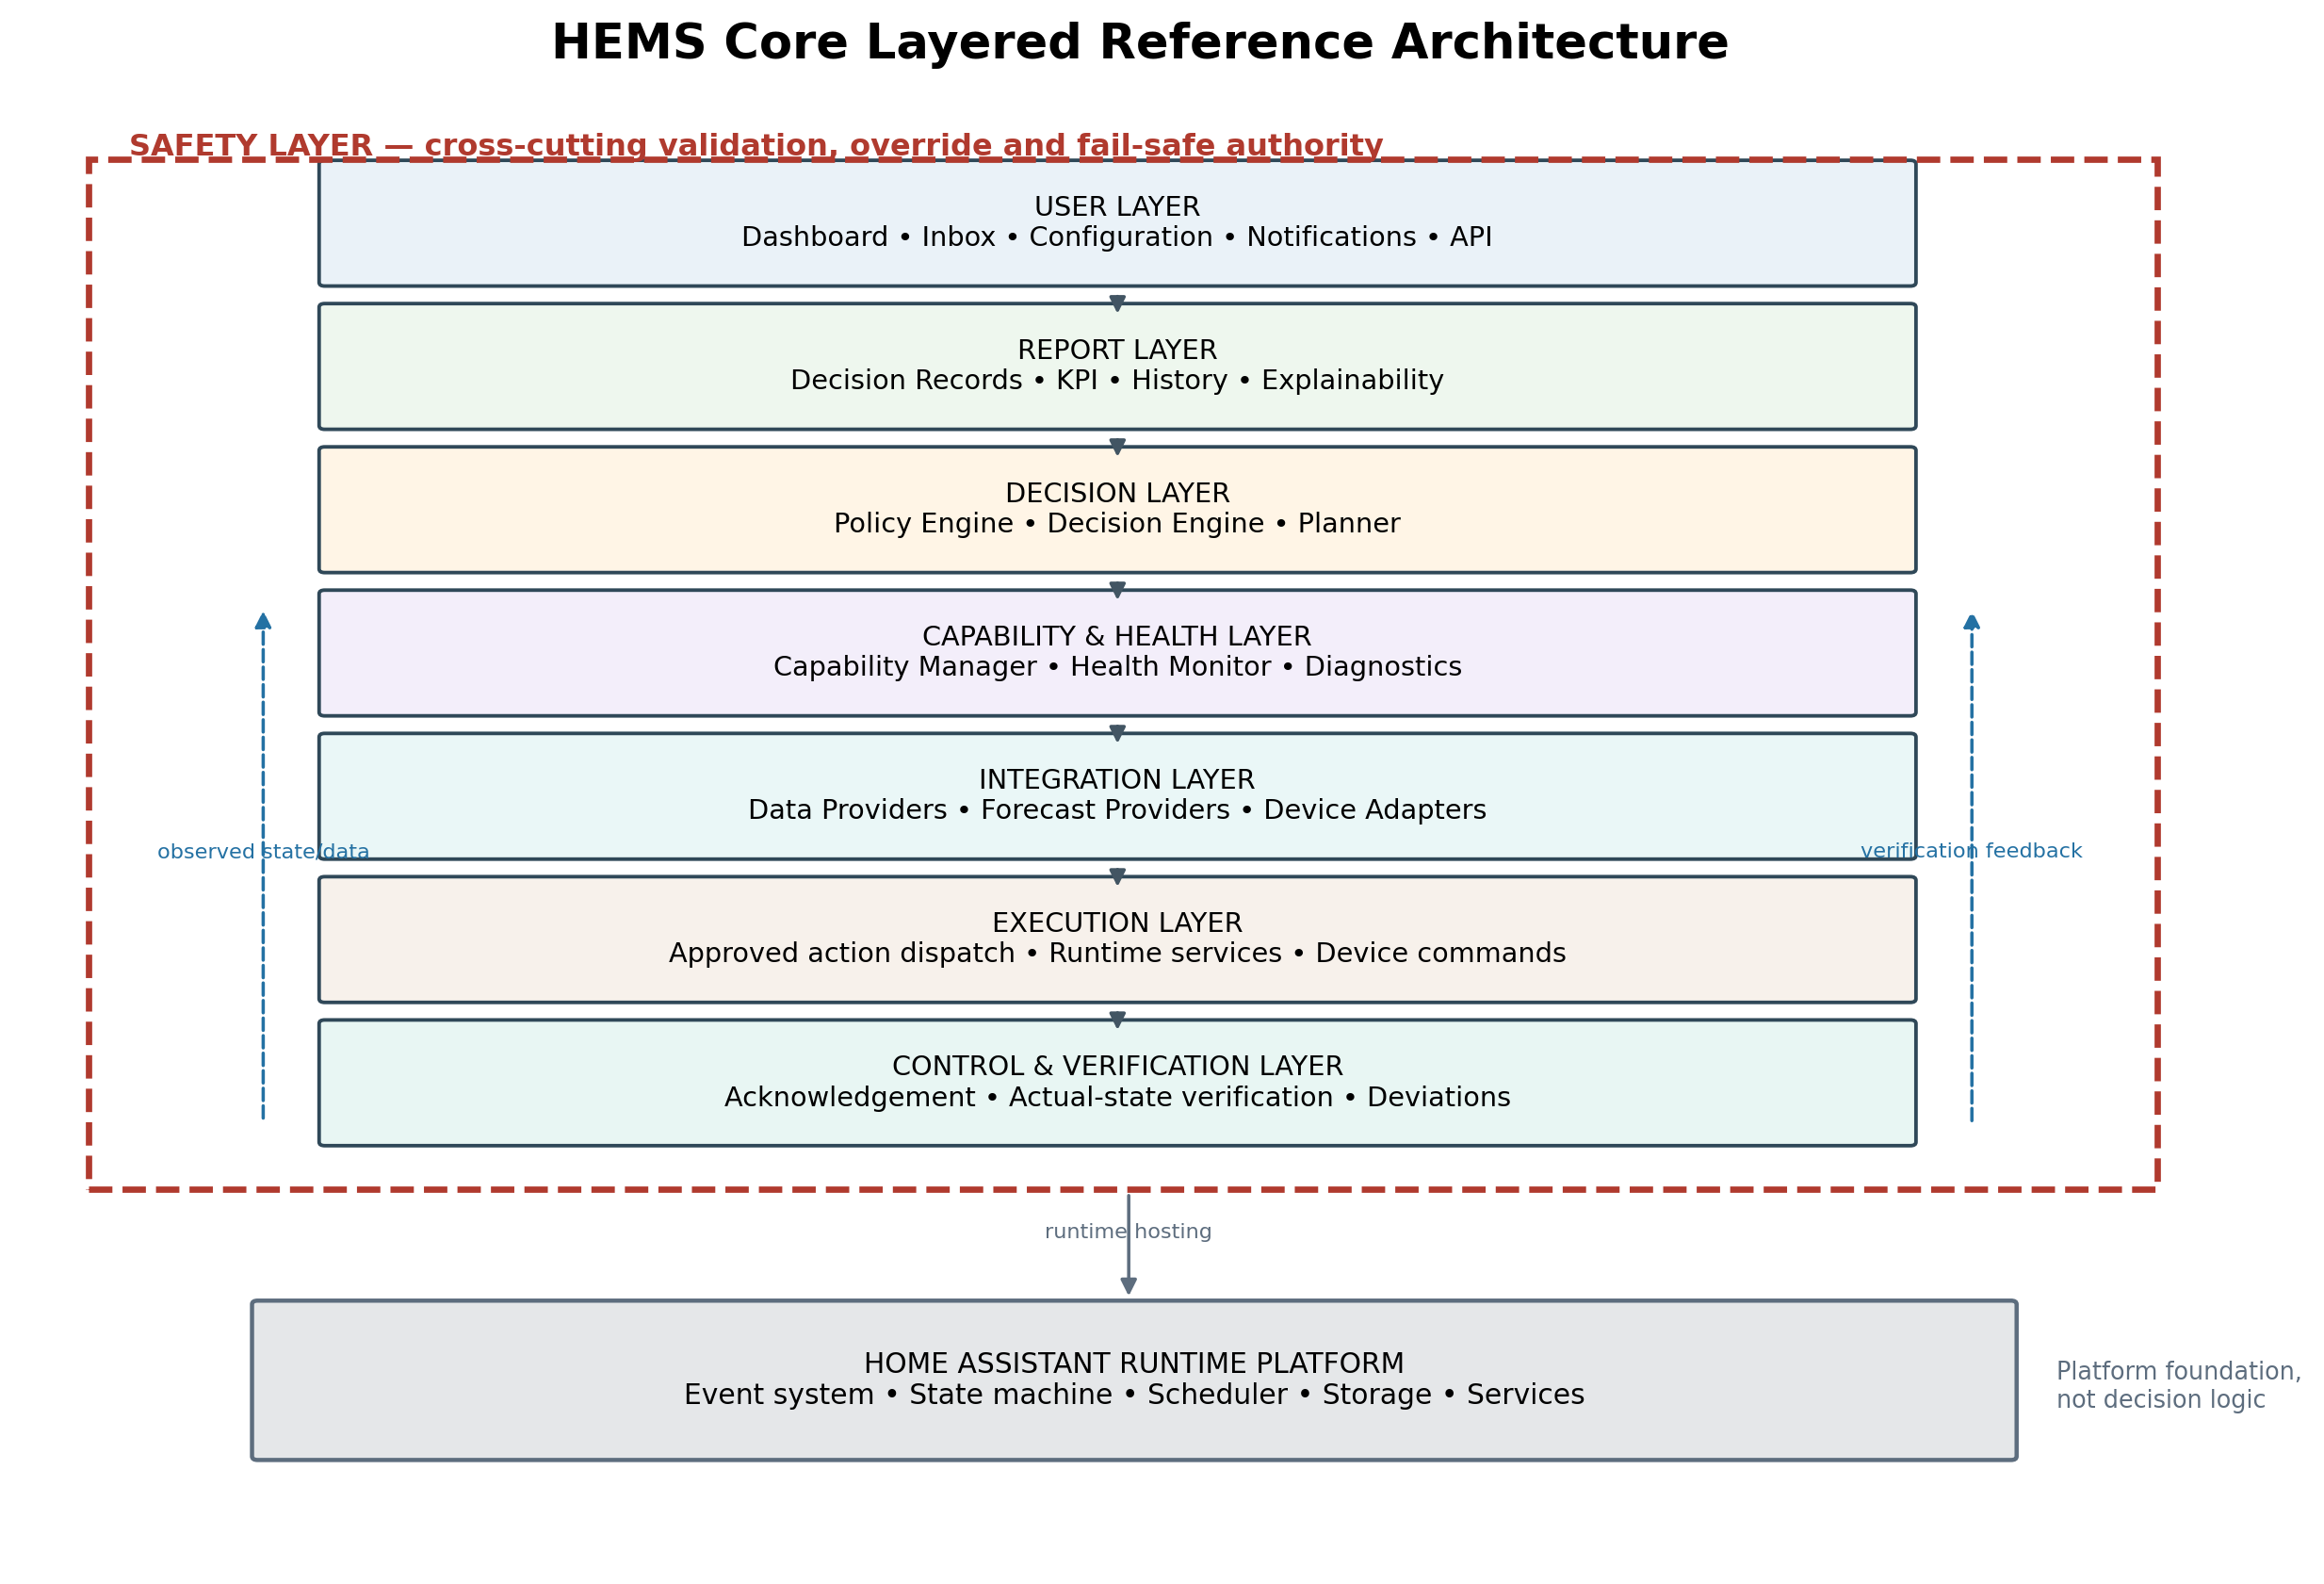 HEMS Core Layered Reference Architecture
SAFETY LAYER — cross-cutting validation, override and fail-safe authority
USER LAYER
Dashboard • Inbox • Configuration • Notifications • API
REPORT LAYER
Decision Records • KPI • History • Explainability
DECISION LAYER
Policy Engine • Decision Engine • Planner
CAPABILITY & HEALTH LAYER
Capability Manager • Health Monitor • Diagnostics
INTEGRATION LAYER
Data Providers • Forecast Providers • Device Adapters
observed state/data
verification feedback
EXECUTION LAYER
Approved action dispatch • Runtime services • Device commands
CONTROL & VERIFICATION LAYER
Acknowledgement • Actual-state verification • Deviations
runtime hosting
HOME ASSISTANT RUNTIME PLATFORM
Event system • State machine • Scheduler • Storage • Services
Platform foundation,
not decision logic